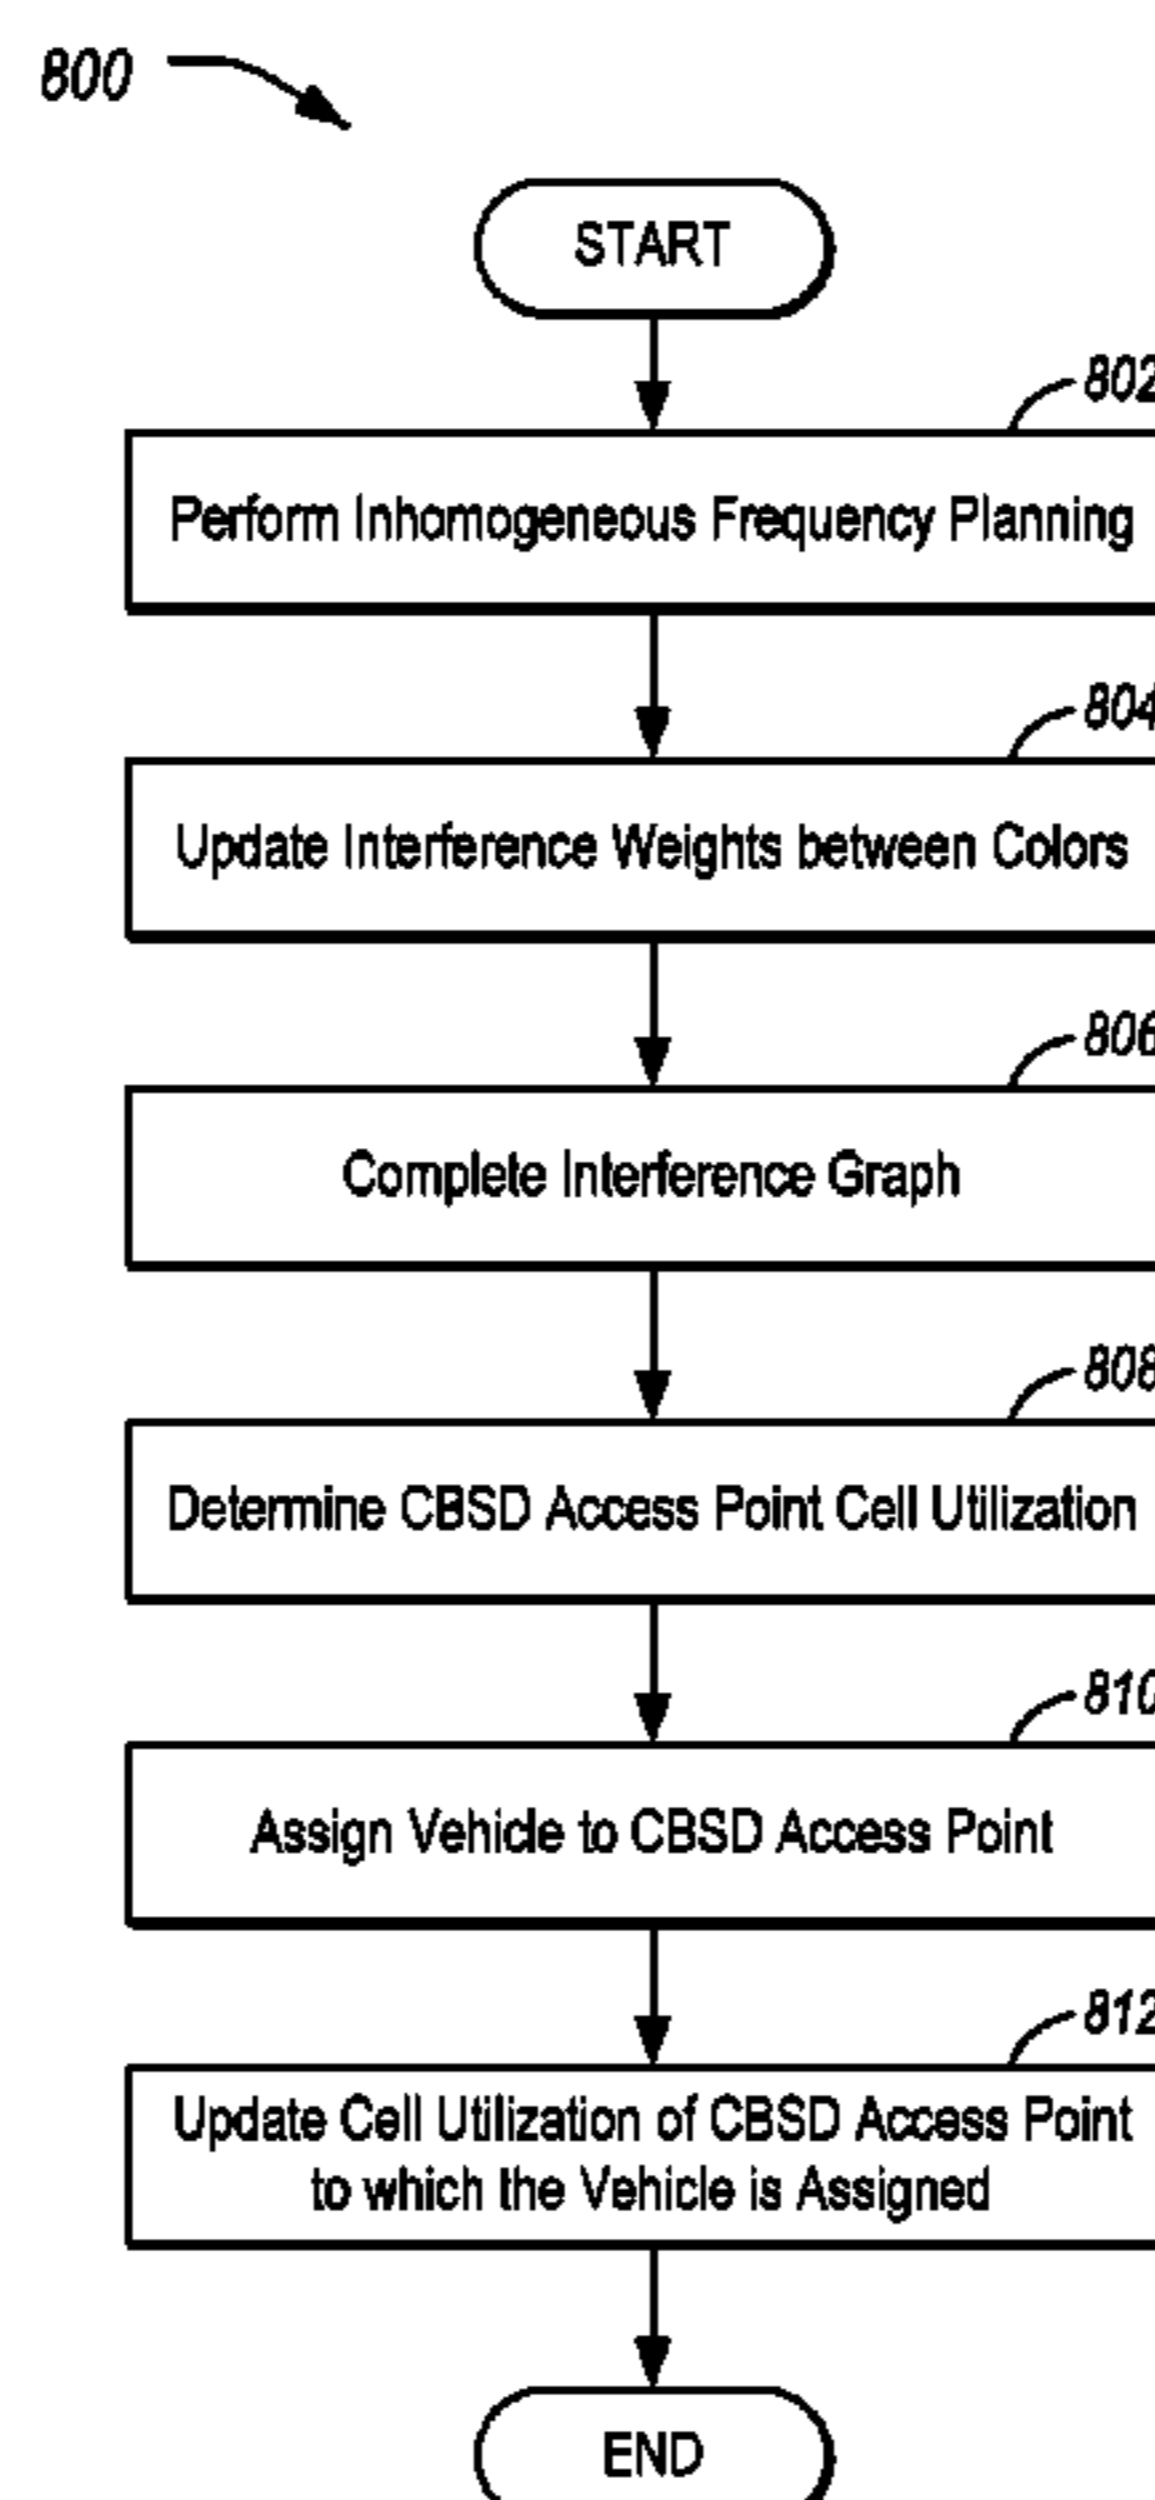 800
START
802
Perform Inhomogeneous Frequency Planning
804
Update Interference Weights between Colors
806
Complete Interference Graph
808
Determine CBSD Access Point Cell Utilization
810
Assign Vehicle to CBSD Access Point
812
Update Cell Utilization of CBSD Access Point
to which the Vehicle is Assigned
END